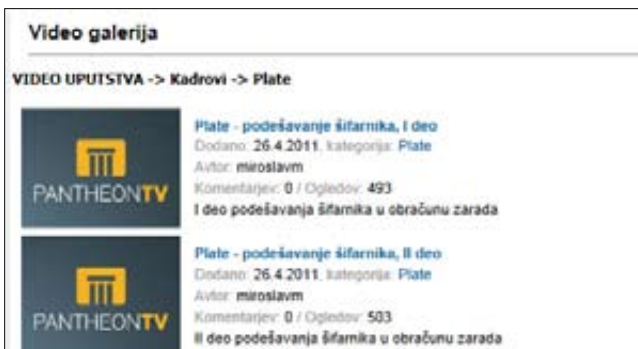 Video galerija
VIDEO UPUTSTVA -> Kadrovi -> Plate
PANTHEONTV
Plate - podešavanje šifarnika, I deo
Dodano: 26.4.2011, kategorija: Plate
Avtor: miroslavm
Komentarjev: 0 / Ogledov: 493
I deo podešavanja šifarnika u obračunu zarada
PANTHEONTV
Plate - podešavanje šifarnika, II deo
Dodano: 26.4.2011, kategorija: Plate
Avtor: miroslavm
Komentarjev: 0 / Ogledov: 503
II deo podešavanja šifarnika u obračunu zarada